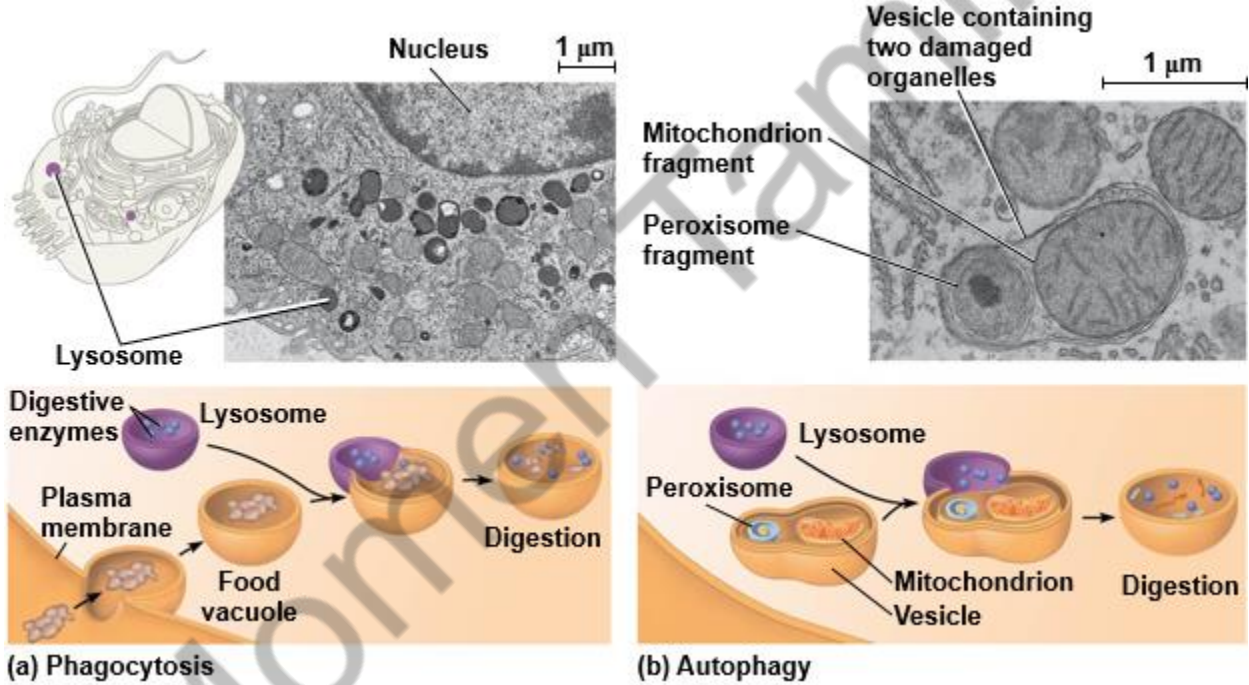 Nucleus
1 μm
Lysosome
Vesicle containing
two damaged
organelles
1 μm
Mitochondrion
fragment
Peroxisome
fragment
Digestive
enzymes
Lysosome
Plasma
membrane
Food
vacuole
Digestion
(a) Phagocytosis
Lysosome
Peroxisome
Mitochondrion
Vesicle
Digestion
(b) Autophagy